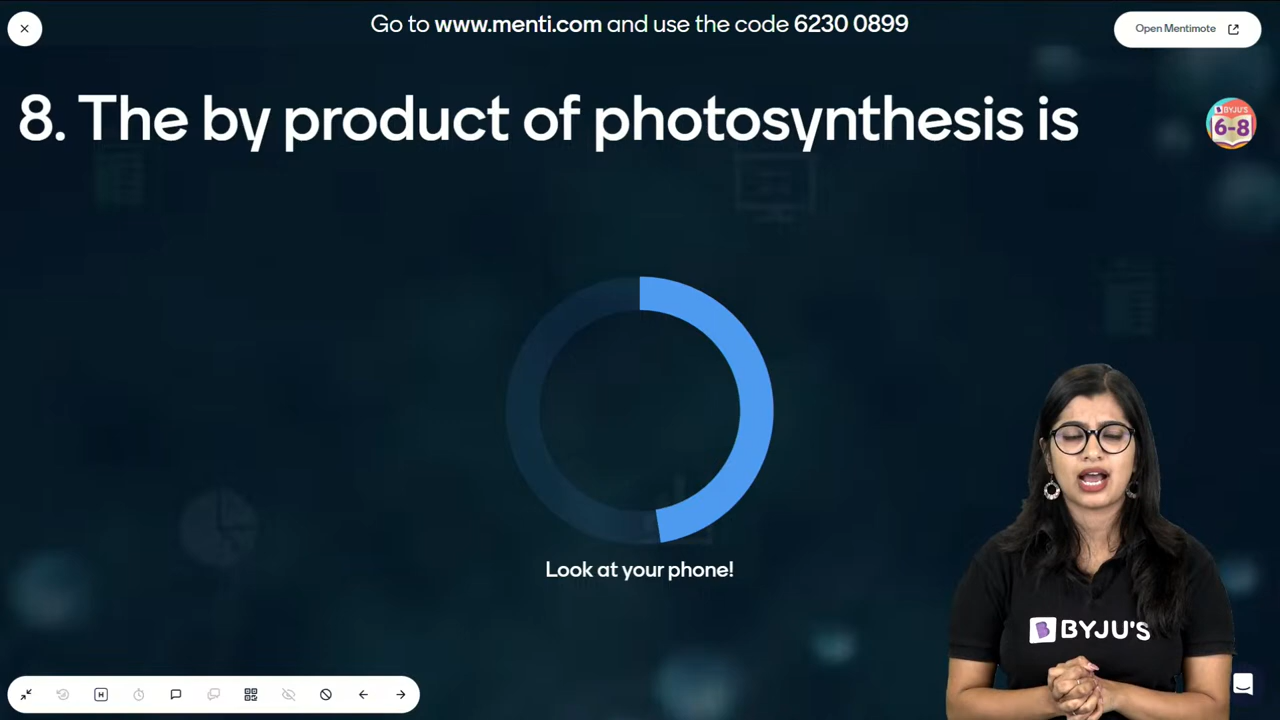 Go to www.menti.com and use the code 6230 0899
Open Mentimote
8. The by product of photosynthesis is
BYJU'S
6-8
Look at your phone!
BYJU'S
H